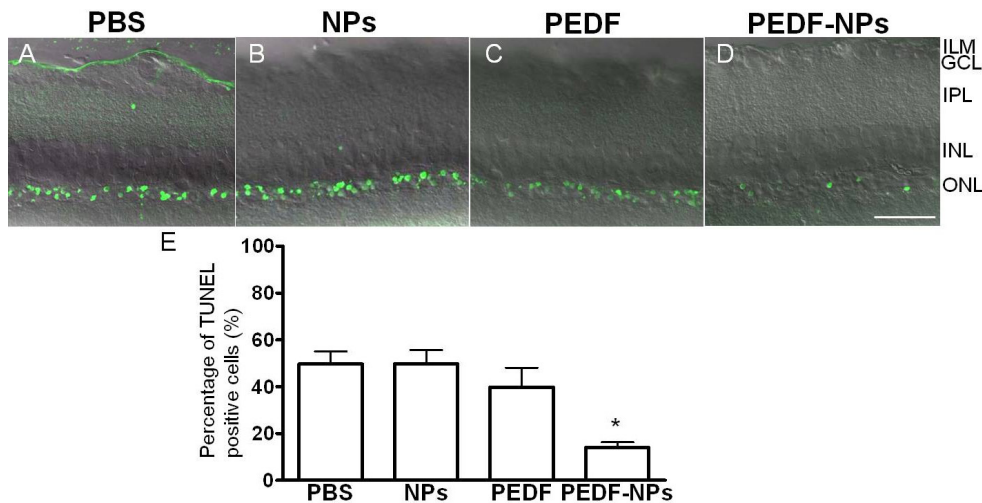 PBS NPs PEDF PEDF-NPs
A B C D
ILM
GCL
IPL
INL
ONL
E
Percentage of TUNEL
positive cells (%)
100
80
60
40
20
0
*
PBS NPs PEDF PEDF-NPs